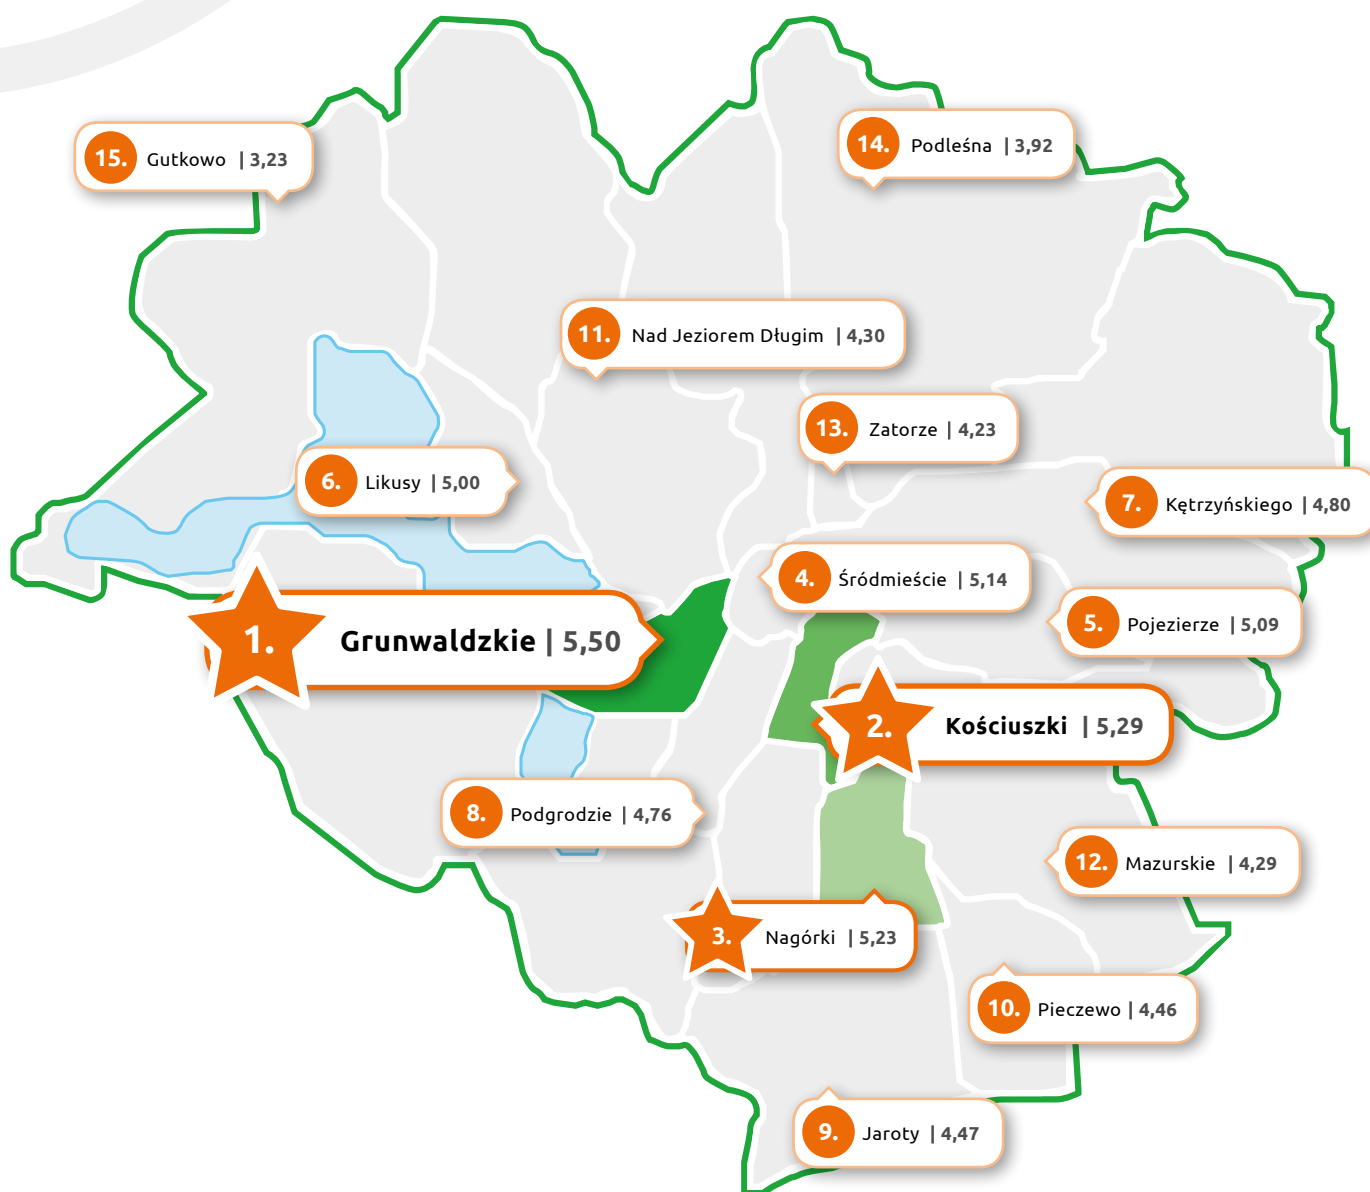 14. Podleśna | 3,92
15. Gutkowo | 3,23
11. Nad Jeziorem Długim | 4,30
13. Zatorze | 4,23
6. Likusy | 5,00
7. Kętrzyńskiego | 4,80
4. Śródmieście | 5,14
5. Pojezierze | 5,09
1. Grunwaldzkie | 5,50
2. Kościuszki | 5,29
8. Podgrodzie | 4,76
12. Mazurskie | 4,29
3. Nagórki | 5,23
10. Pieczewo | 4,46
9. Jaroty | 4,47